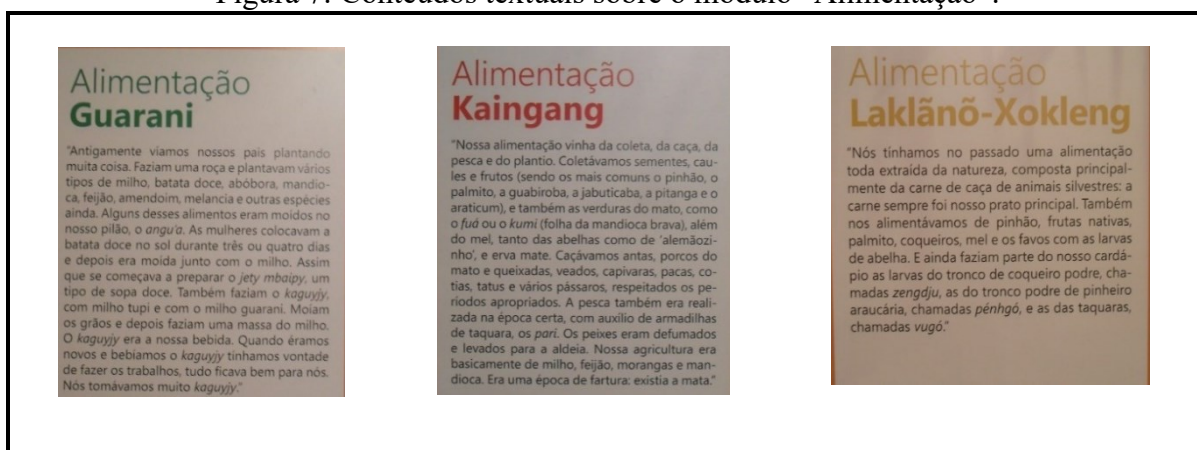 Figura 7: Conteúdos textuais sobre o módulo "Alimentação".
Alimentação
Guarani
"Antigamente víamos nossos pais plantando
muita coisa. Faziam uma roça e plantavam vários
tipos de milho, batata doce, abóbora, mandio-
ca, feijão, amendoim, melancia e outras espécies
ainda. Alguns desses alimentos eram moídos no
nosso pilão, o angu'a. As mulheres colocavam a
batata doce no sol durante três ou quatro dias
e depois era moída junto com o milho. Assim
que se começava a preparar o jety mbaipy, um
tipo de sopa doce. Também faziam o kaguyjy,
com milho tupi e com o milho guarani. Moíam
os grãos e depois faziam uma massa do milho.
O kaguyjy era a nossa bebida. Quando éramos
novos e bebíamos o kaguyjy tínhamos vontade
de fazer os trabalhos, tudo ficava bem para nós.
Nós tomávamos muito kaguyjy."
Alimentação
Kaingang
"Nossa alimentação vinha da coleta, da caça, da
pesca e do plantio. Coletávamos sementes, cau-
les e frutos (sendo os mais comuns o pinhão, o
palmito, a guabiroba, a jabuticaba, a pitanga e o
araticum), e também as verduras do mato, como
o fuá ou o kumi (folha da mandioca brava), além
do mel, tanto das abelhas como de 'alemãozi-
nho', e erva mate. Caçávamos antas, porcos do
mato e queixadas, veados, capivaras, pacas, co-
tias, tatus e vários pássaros, respeitados os pe-
ríodos apropriados. A pesca também era reali-
zada na época certa, com auxílio de armadilhas
de taquara, os pari. Os peixes eram defumados
e levados para a aldeia. Nossa agricultura era
basicamente de milho, feijão, morangas e man-
dioca. Era uma época de fartura: existia a mata."
Alimentação
Laklãnõ-Xokleng
"Nós tínhamos no passado uma alimentação
toda extraída da natureza, composta principal-
mente da carne de caça de animais silvestres: a
carne sempre foi nosso prato principal. Também
nos alimentávamos de pinhão, frutas nativas,
palmito, coqueiros, mel e os favos com as larvas
de abelha. E ainda faziam parte do nosso cardá-
pio as larvas do tronco de coqueiro podre, cha-
madas zengdju, as do tronco podre de pinheiro
araucária, chamadas pénhgó, e as das taquaras,
chamadas vugó."